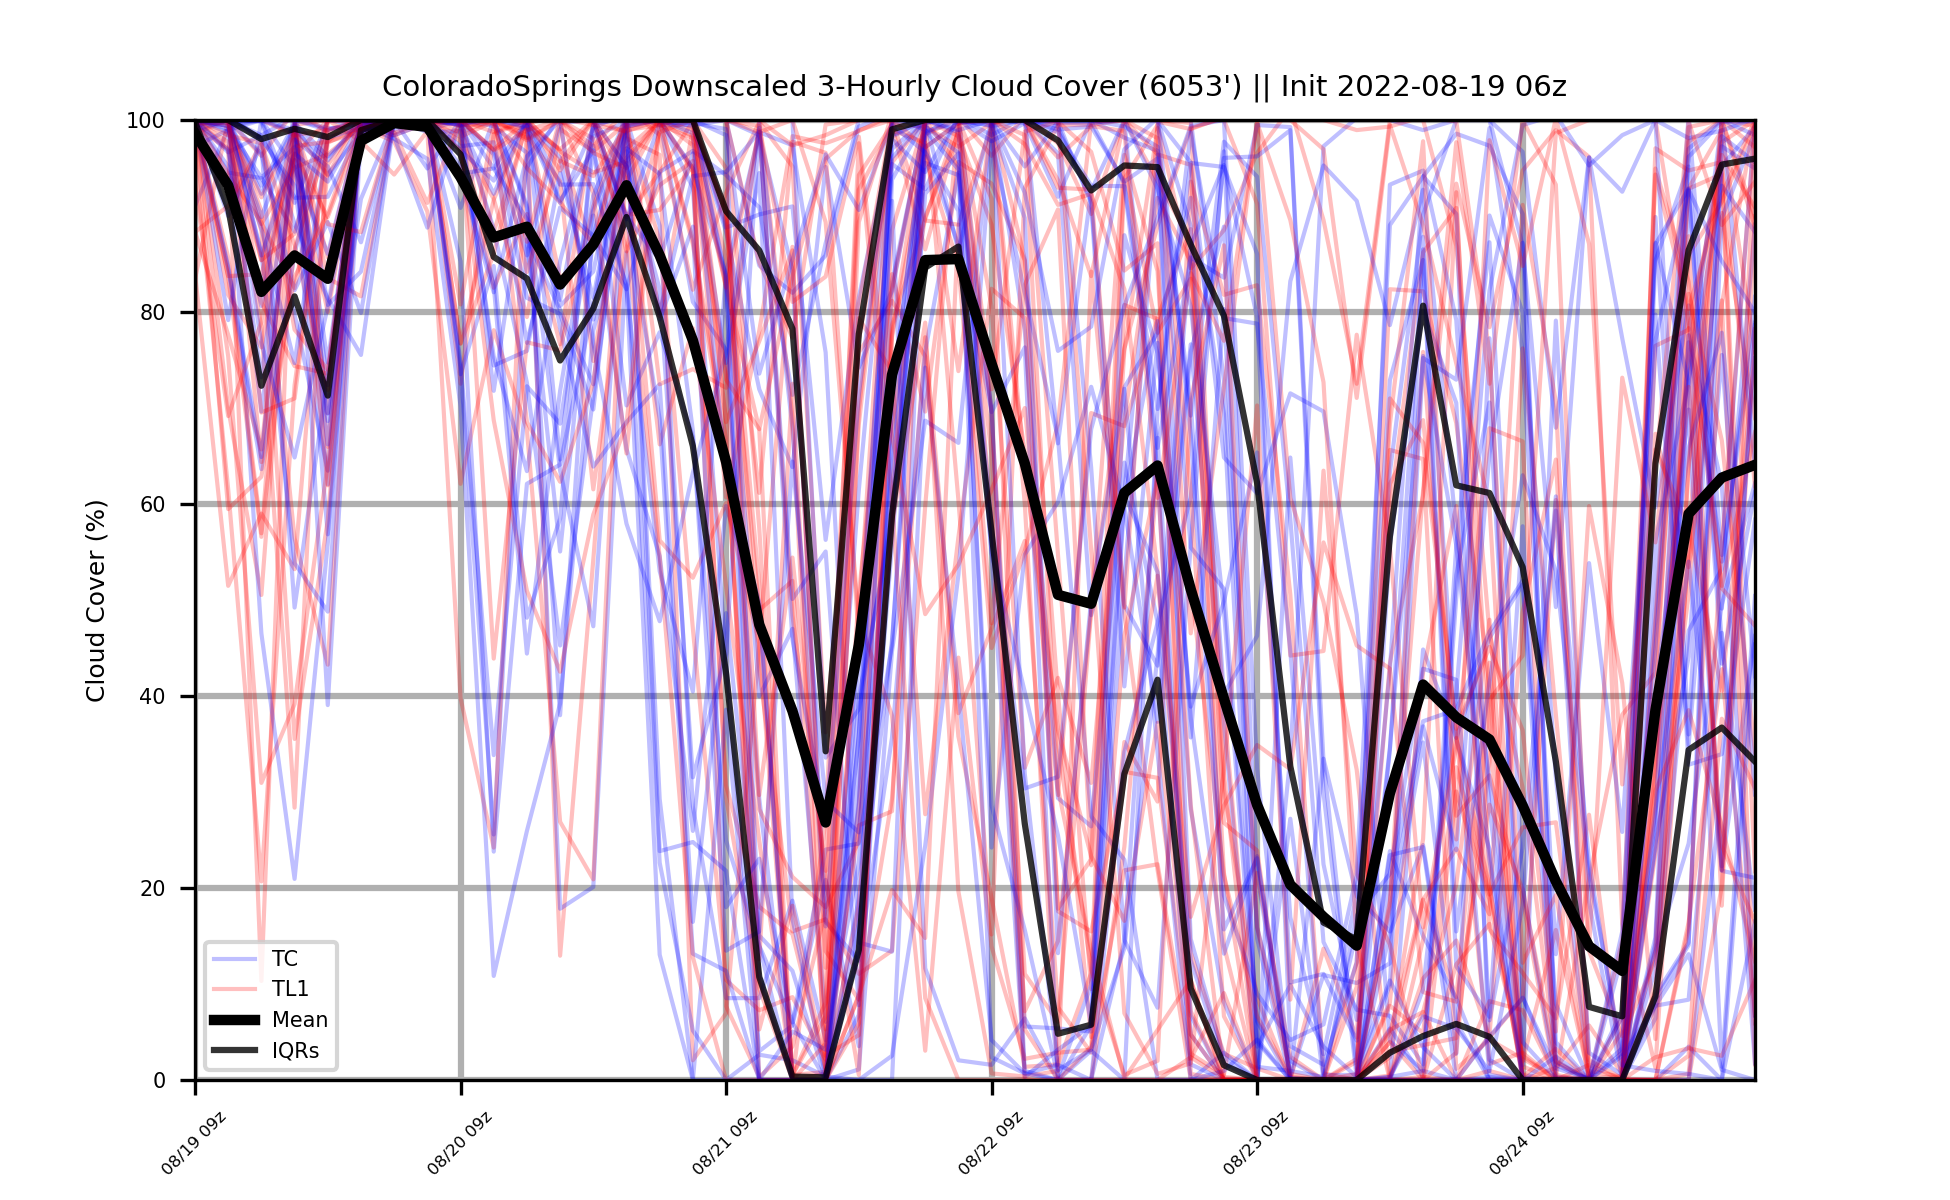 ColoradoSprings Downscaled 3-Hourly Cloud Cover (6053') || Init 2022-08-19 06z
100
80
60
40
20
0
Cloud Cover (%)
TC
TL1
Mean
IQRs
08/19 09z
08/20 09z
08/21 09z
08/22 09z
08/23 09z
08/24 09z